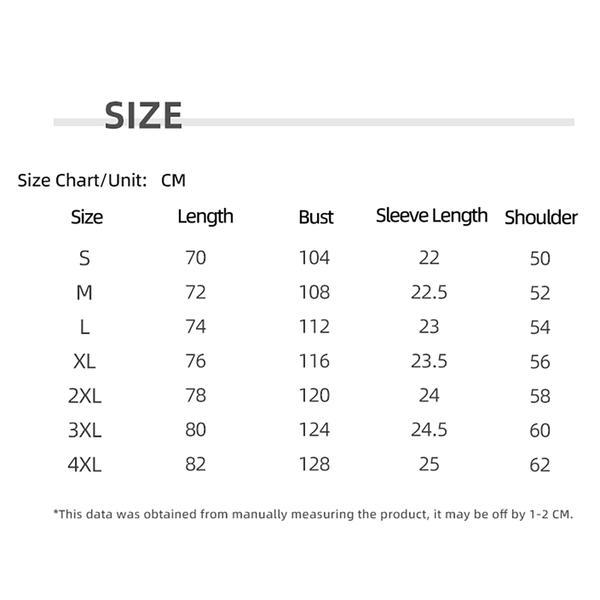 SIZE
Size Chart/Unit: CM
Size Length Bust Sleeve Length Shoulder
S 70 104 22 50
M 72 108 22.5 52
L 74 112 23 54
XL 76 116 23.5 56
2XL 78 120 24 58
3XL 80 124 24.5 60
4XL 82 128 25 62
*This data was obtained from manually measuring the product, it may be off by 1-2 CM.